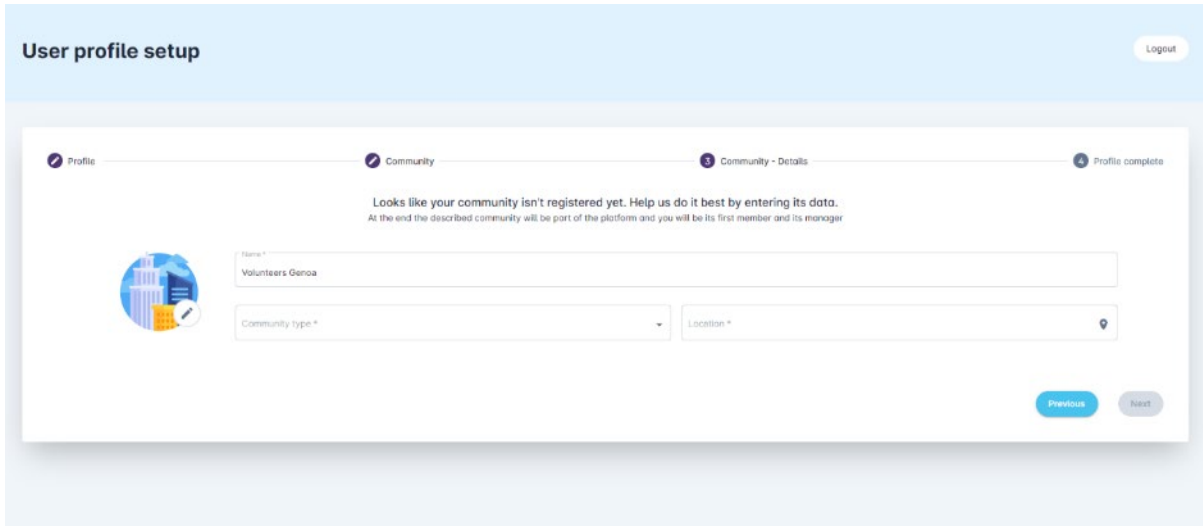 User profile setup
Logout
Profile
Community
3 Community - Details
4 Profile complete
Looks like your community isn't registered yet. Help us do it best by entering its data.
At the end the described community will be part of the platform and you will be its first member and its manager
Name *
Volunteers Genoa
Community type *
Location *
Previous
Next